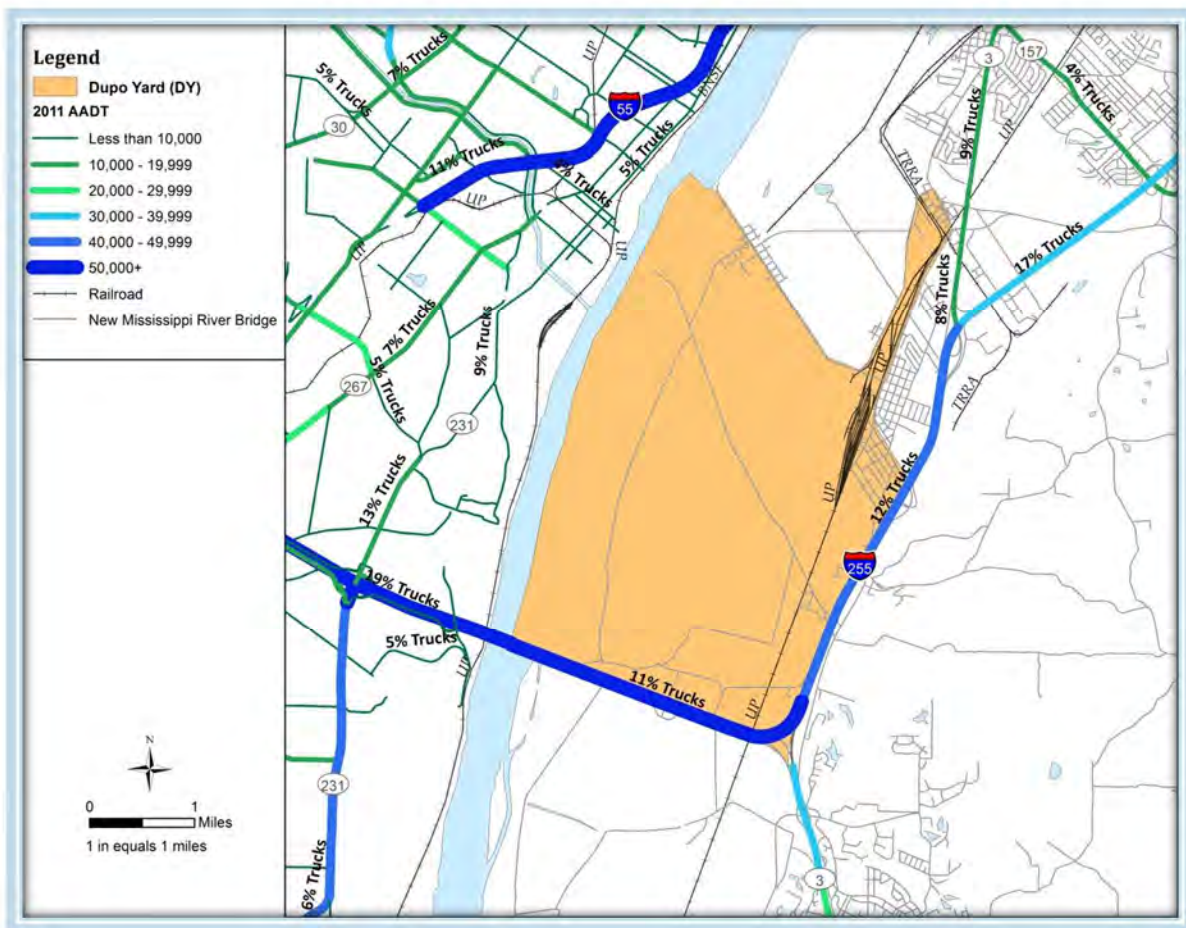 Legend
Dupo Yard (DY)
2011 AADT
Less than 10,000
10,000 - 19,999
20,000 - 29,999
30,000 - 39,999
40,000 - 49,999
50,000+
Railroad
New Mississippi River Bridge
N
0 1
Miles
1 in equals 1 miles
5% Trucks
7% Trucks
30
11% Trucks
UP
55
BNSF
5% Trucks
UP
UP
UP
7% Trucks
5% Trucks
267
9% Trucks
231
13% Trucks
19% Trucks
5% Trucks
UP
231
6% Trucks
11% Trucks
UP
3
157
4% Trucks
9% Trucks
UP
TRRA
17% Trucks
8% Trucks
UP
TRRA
UP
12% Trucks
255
3